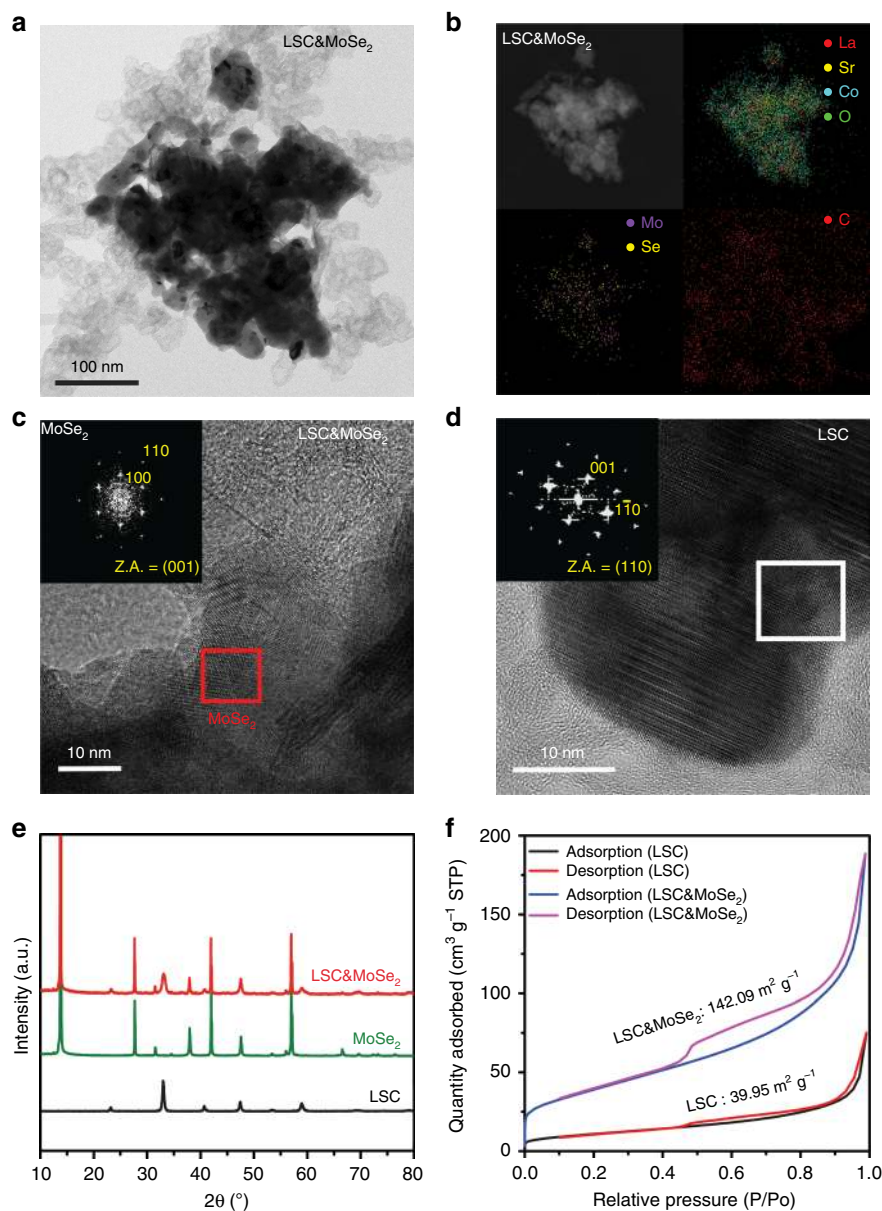 a
LSC&MoSe₂
100 nm
b
LSC&MoSe₂
La
Sr
Co
O
Mo
Se
C
c
MoSe₂
LSC&MoSe₂
110
100
Z.A. = (001)
MoSe₂
10 nm
d
LSC
001
1̄10
Z.A. = (110)
10 nm
e
Intensity (a.u.)
LSC&MoSe₂
MoSe₂
LSC
10 20 30 40 50 60 70 80
2θ (°)
f
Quantity adsorbed (cm³ g⁻¹ STP)
200
150
100
50
0
Adsorption (LSC)
Desorption (LSC)
Adsorption (LSC&MoSe₂)
Desorption (LSC&MoSe₂)
LSC&MoSe₂: 142.09 m² g⁻¹
LSC : 39.95 m² g⁻¹
0.0 0.2 0.4 0.6 0.8 1.0
Relative pressure (P/Po)